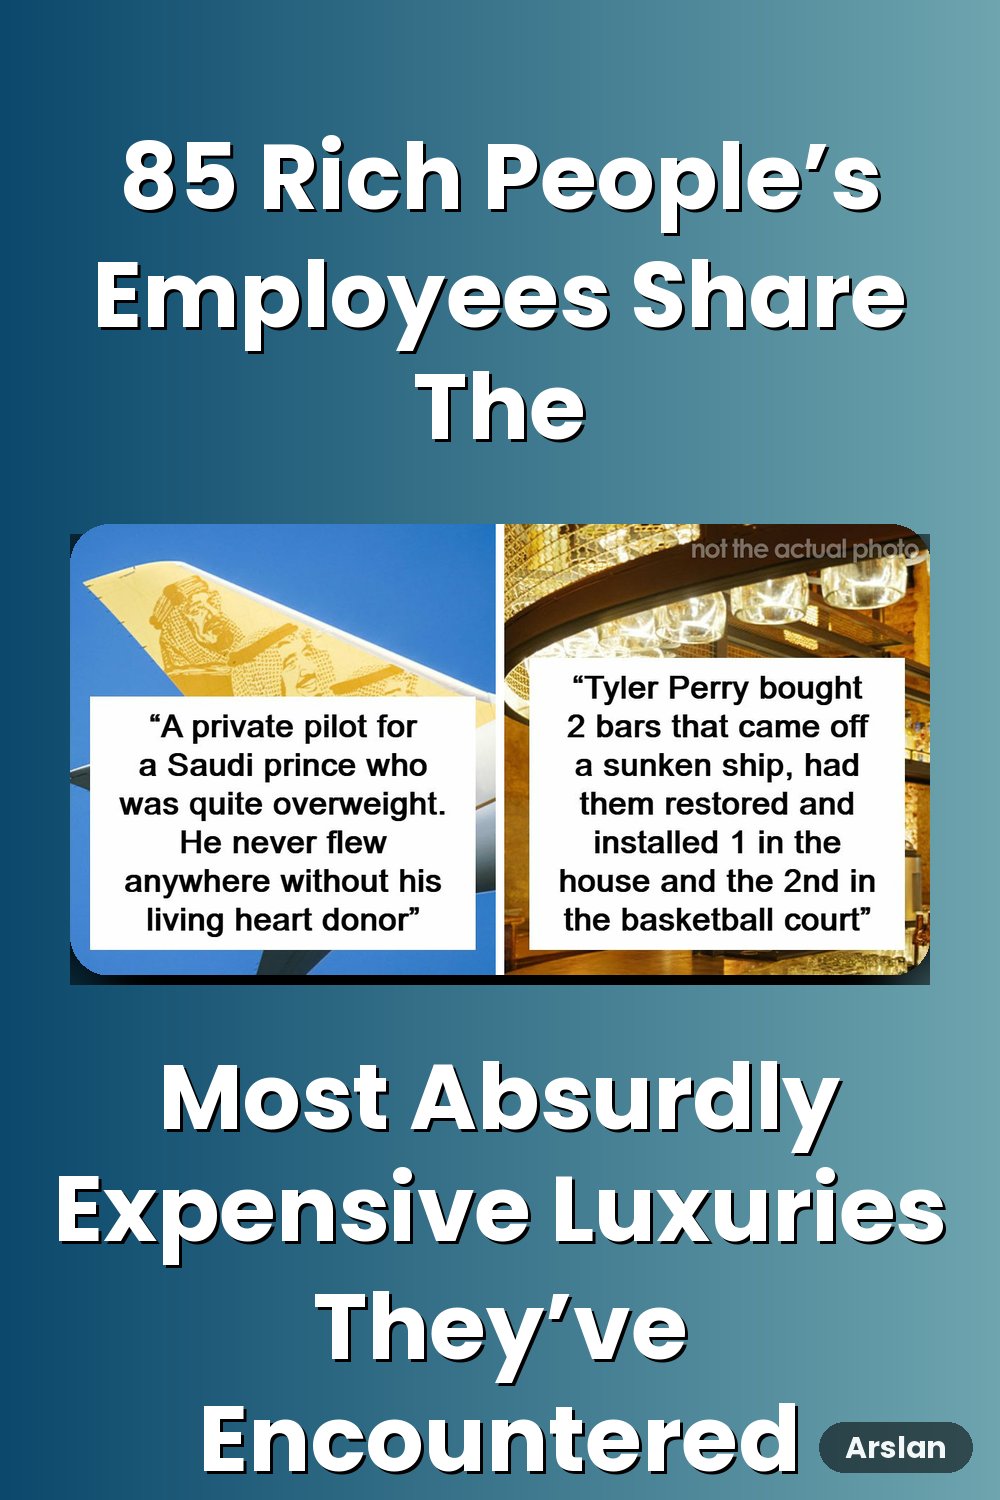 85 Rich People’s
Employees Share
The
not the actual photo
“A private pilot for
a Saudi prince who
was quite overweight.
He never flew
anywhere without his
living heart donor”
“Tyler Perry bought
2 bars that came off
a sunken ship, had
them restored and
installed 1 in the
house and the 2nd in
the basketball court”
Most Absurdly
Expensive Luxuries
They’ve
Encountered
Arslan